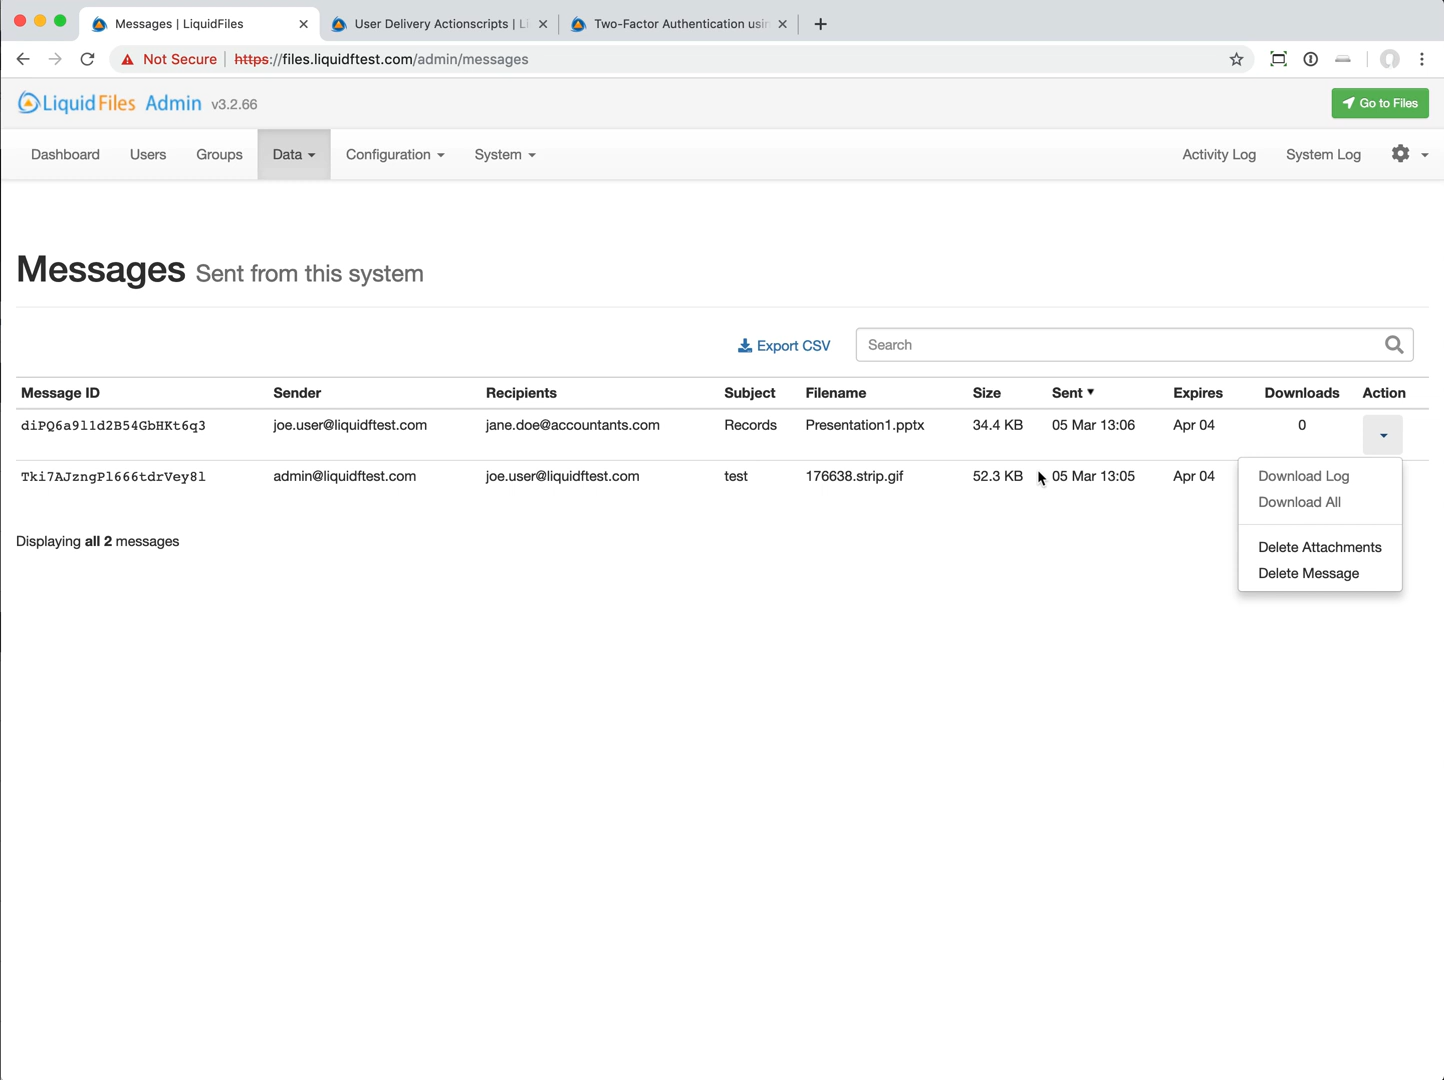 Messages | LiquidFiles
User Delivery Actionscripts | Li
Two-Factor Authentication usin
Not Secure
https://files.liquidftest.com/admin/messages
LiquidFiles Admin v3.2.66
Go to Files
Dashboard Users Groups Data Configuration System Activity Log System Log
Messages Sent from this system
Export CSV Search
Message ID Sender Recipients Subject Filename Size Sent Expires Downloads Action
diPQ6a9l1d2B54GbHKt6q3 joe.user@liquidftest.com jane.doe@accountants.com Records Presentation1.pptx 34.4 KB 05 Mar 13:06 Apr 04 0
Tki7AJzngPl666tdrVey8l admin@liquidftest.com joe.user@liquidftest.com test 176638.strip.gif 52.3 KB 05 Mar 13:05 Apr 04
Download Log
Download All
Delete Attachments
Delete Message
Displaying all 2 messages